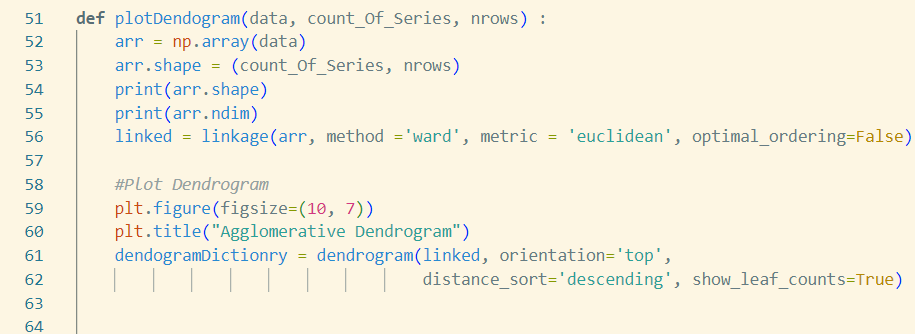 51 def plotDendogram(data, count_Of_Series, nrows) :
52     arr = np.array(data)
53     arr.shape = (count_Of_Series, nrows)
54     print(arr.shape)
55     print(arr.ndim)
56     linked = linkage(arr, method ='ward', metric = 'euclidean', optimal_ordering=False)
57
58     #Plot Dendrogram
59     plt.figure(figsize=(10, 7))
60     plt.title("Agglomerative Dendrogram")
61     dendogramDictionry = dendrogram(linked, orientation='top',
62                                     distance_sort='descending', show_leaf_counts=True)
63
64